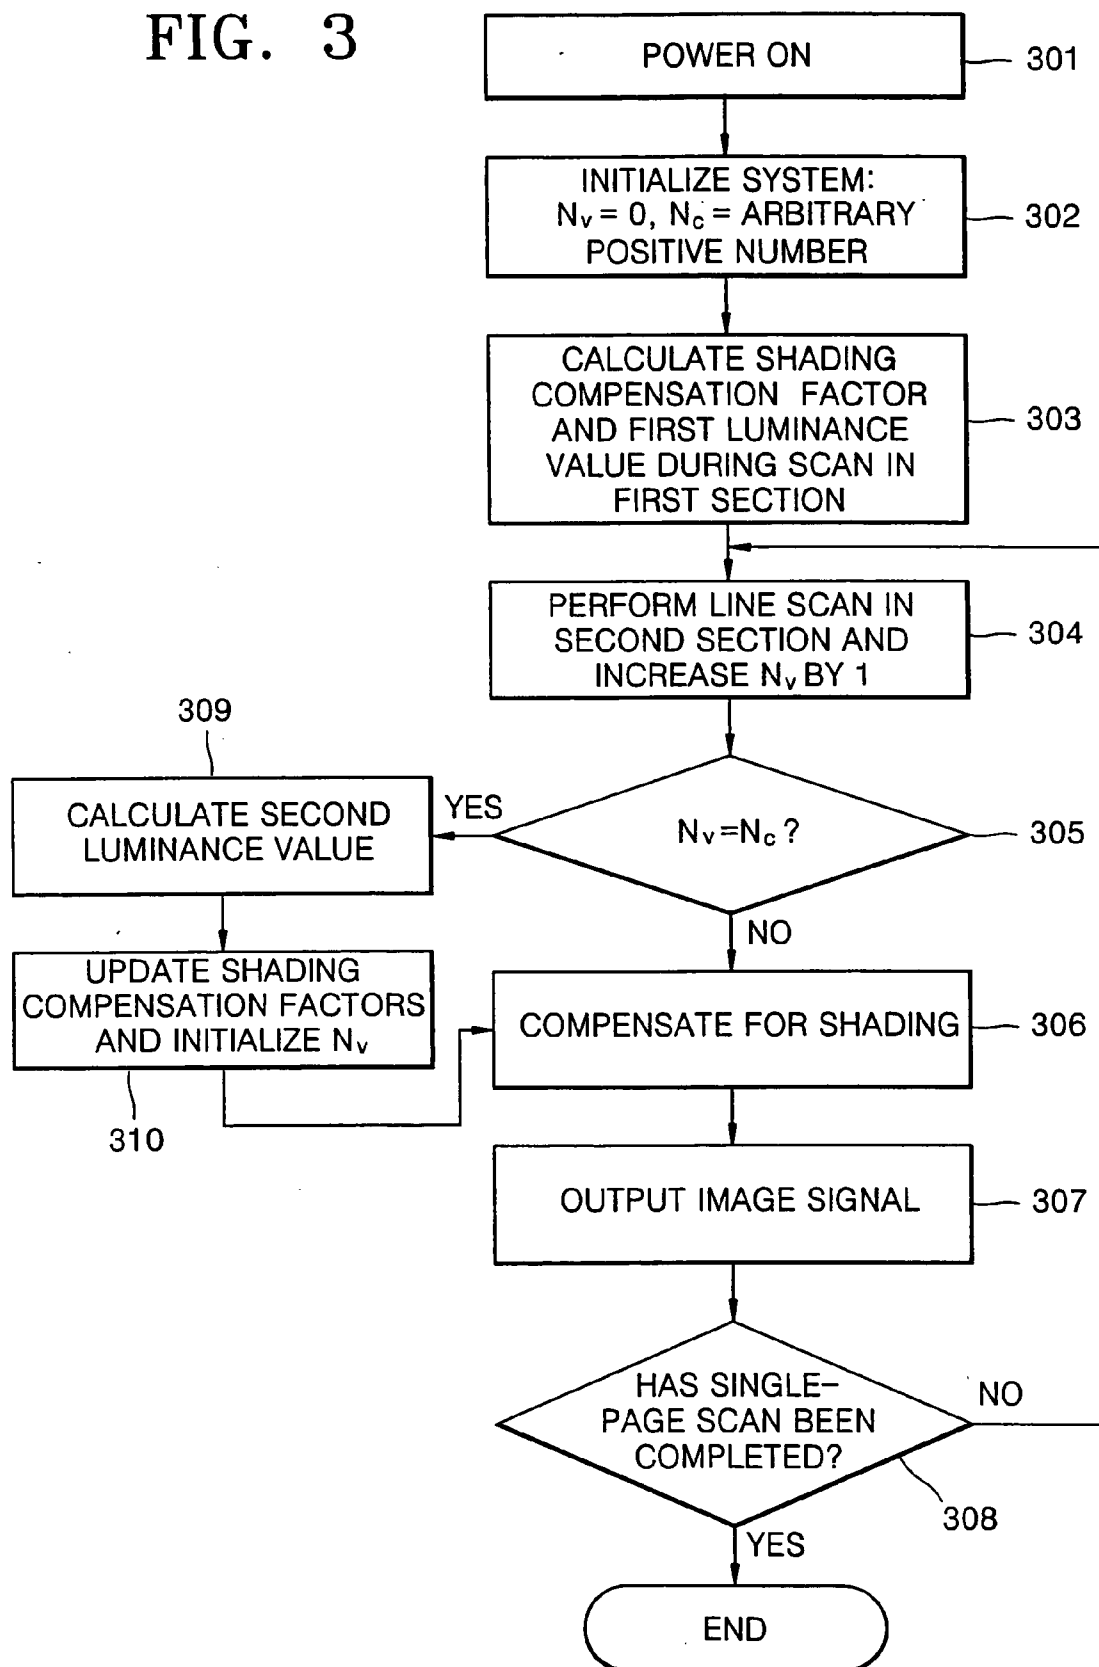 FIG. 3
POWER ON
301
INITIALIZE SYSTEM:
Nv = 0, Nc = ARBITRARY
POSITIVE NUMBER
302
CALCULATE SHADING
COMPENSATION FACTOR
AND FIRST LUMINANCE
VALUE DURING SCAN IN
FIRST SECTION
303
PERFORM LINE SCAN IN
SECOND SECTION AND
INCREASE Nv BY 1
304
309
CALCULATE SECOND
LUMINANCE VALUE
YES
Nv=Nc ?
305
NO
UPDATE SHADING
COMPENSATION FACTORS
AND INITIALIZE Nv
310
COMPENSATE FOR SHADING
306
OUTPUT IMAGE SIGNAL
307
HAS SINGLE–
PAGE SCAN BEEN
COMPLETED?
NO
308
YES
END